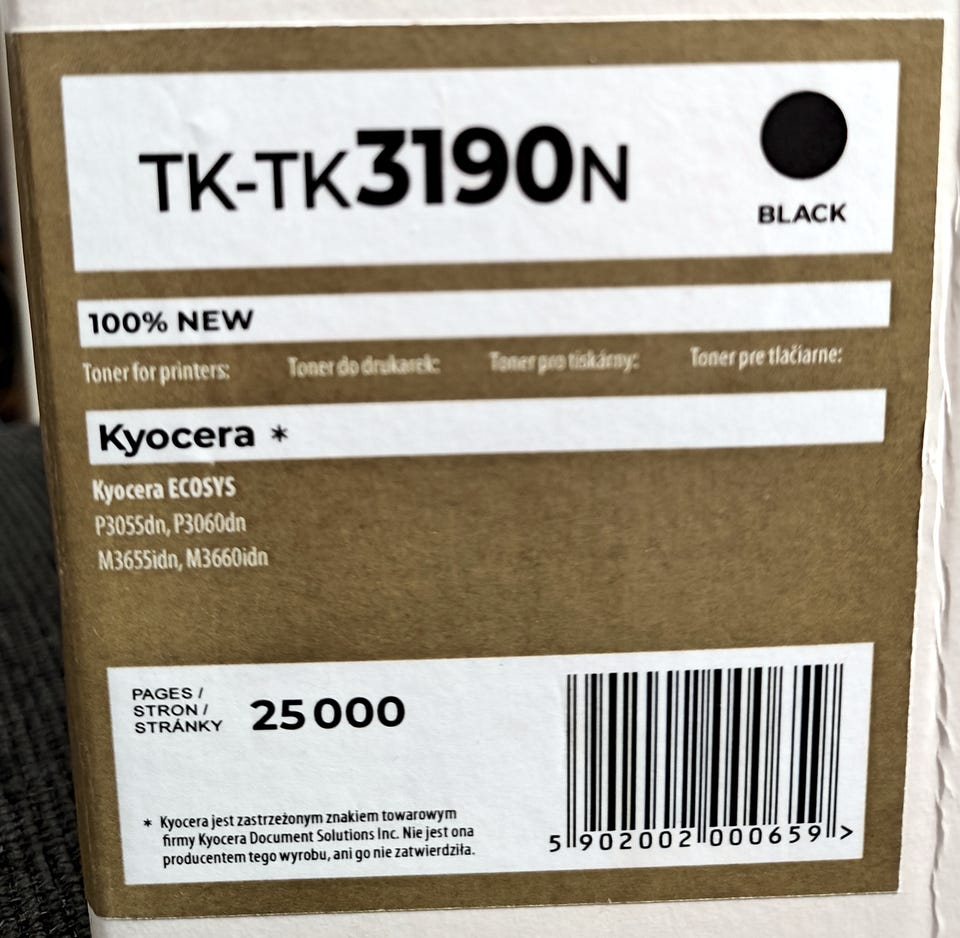 TK-TK3190N
BLACK
100% NEW
Toner for printers: Toner do drukarek: Toner pro tiskárny: Toner pre tlačiarne:
Kyocera *
Kyocera ECOSYS
P3055dn, P3060dn
M3655idn, M3660idn
PAGES /
STRON /
STRÁNKY
25 000
* Kyocera jest zastrzeżonym znakiem towarowym
firmy Kyocera Document Solutions Inc. Nie jest ona
producentem tego wyrobu, ani go nie zatwierdziła.
5 902002 000659 >